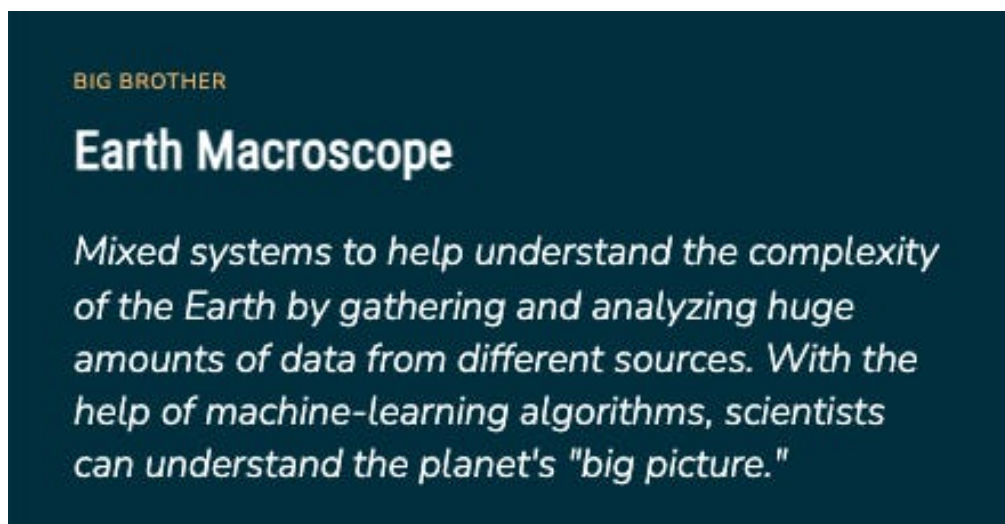 BIG BROTHER
Earth Macroscope
Mixed systems to help understand the complexity
of the Earth by gathering and analyzing huge
amounts of data from different sources. With the
help of machine-learning algorithms, scientists
can understand the planet's "big picture."